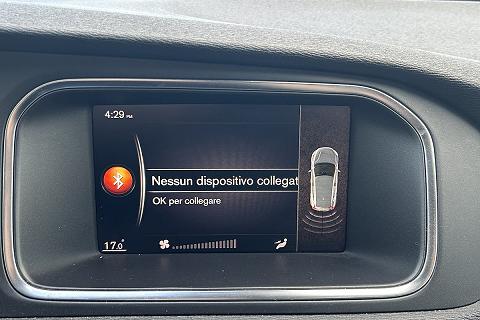 4:29 PM
Nessun dispositivo collegat
OK per collegare
17.0°